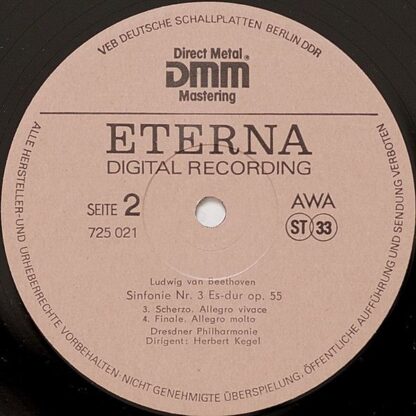 VEB DEUTSCHE SCHALLPLATTEN BERLIN DDR
Direct Metal®
DMM
Mastering
ETERNA
DIGITAL RECORDING
SEITE 2
725 021
AWA
ST 33
Ludwig van Beethoven
Sinfonie Nr. 3 Es-dur op. 55
3. Scherzo. Allegro vivace
4. Finale. Allegro molto
Dresdner Philharmonie
Dirigent: Herbert Kegel
ALLE HERSTELLER- UND URHEBERRECHTE VORBEHALTEN · NICHT GENEHMIGTE ÜBERSPIELUNG, ÖFFENTLICHE AUFFÜHRUNG UND SENDUNG VERBOTEN